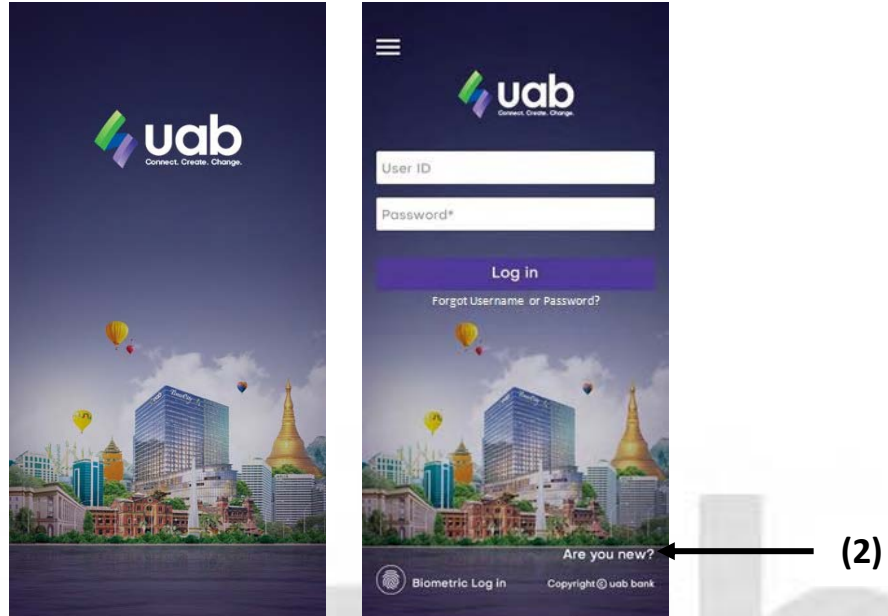 uab
Connect. Create. Change.
uab
Connect. Create. Change.
User ID
Password*
Log in
Forgot Username or Password?
Are you new?
(2)
Biometric Log in
Copyright © uab bank